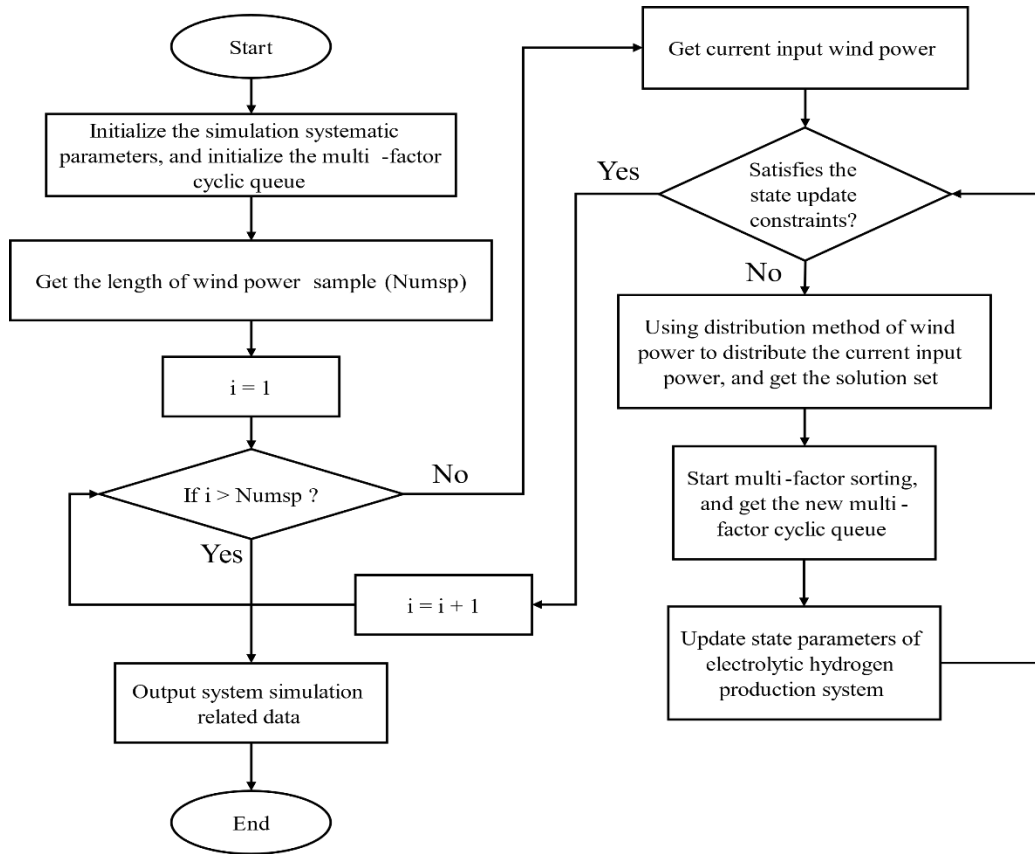 Start
Initialize the simulation systematic
parameters, and initialize the multi -factor
cyclic queue
Get the length of wind power sample (Numsp)
i = 1
If i > Numsp ?
No
Yes
i = i + 1
Output system simulation
related data
End
Get current input wind power
Satisfies the
state update
constraints?
Yes
No
Using distribution method of wind
power to distribute the current input
power, and get the solution set
Start multi-factor sorting,
and get the new multi-
factor cyclic queue
Update state parameters of
electrolytic hydrogen
production system